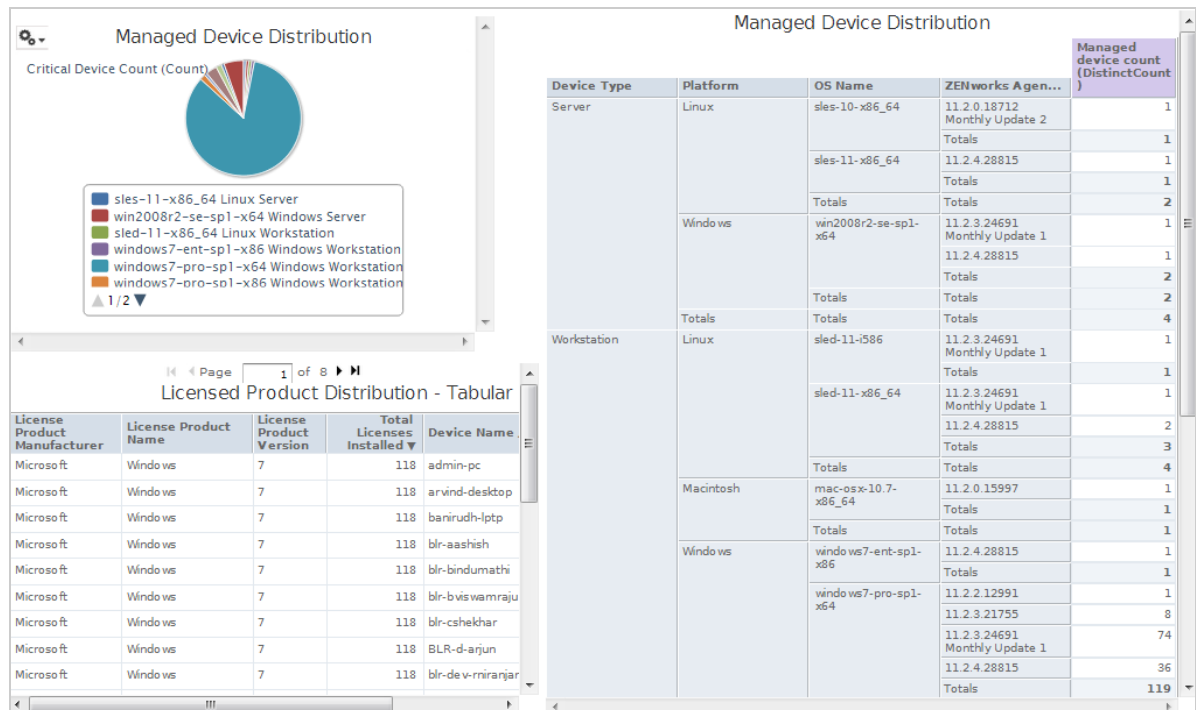 Managed Device Distribution
Critical Device Count (Count)
sles-11-x86_64 Linux Server
win2008r2-se-sp1-x64 Windows Server
sled-11-x86_64 Linux Workstation
windows7-ent-sp1-x86 Windows Workstation
windows7-pro-sp1-x64 Windows Workstation
windows7-pro-sp1-x86 Windows Workstation
1/2
Page 1 of 8
Licensed Product Distribution - Tabular
License Product Manufacturer License Product Name License Product Version Total Licenses Installed ▼ Device Name
Microsoft Windows 7 118 admin-pc
Microsoft Windows 7 118 arvind-desktop
Microsoft Windows 7 118 banirudh-lptp
Microsoft Windows 7 118 blr-aashish
Microsoft Windows 7 118 blr-bindumathi
Microsoft Windows 7 118 blr-bviswamraju
Microsoft Windows 7 118 blr-cshekhar
Microsoft Windows 7 118 BLR-d-arjun
Microsoft Windows 7 118 blr-dev-rniranjan
Managed Device Distribution
Device Type Platform OS Name ZENworks Agen... Managed device count (DistinctCount)
Server Linux sles-10-x86_64 11.2.0.18712 Monthly Update 2 1
Totals 1
sles-11-x86_64 11.2.4.28815 1
Totals 1
Totals Totals 2
Windows win2008r2-se-sp1-x64 11.2.3.24691 Monthly Update 1 1
11.2.4.28815 1
Totals 2
Totals Totals 2
Totals Totals Totals 4
Workstation Linux sled-11-i586 11.2.3.24691 Monthly Update 1 1
Totals 1
sled-11-x86_64 11.2.3.24691 Monthly Update 1 1
11.2.4.28815 2
Totals 3
Totals Totals 4
Macintosh mac-osx-10.7-x86_64 11.2.0.15997 1
Totals 1
Totals Totals 1
Windows windows7-ent-sp1-x86 11.2.4.28815 1
Totals 1
windows7-pro-sp1-x64 11.2.2.12991 1
11.2.3.21755 8
11.2.3.24691 Monthly Update 1 74
11.2.4.28815 36
Totals 119